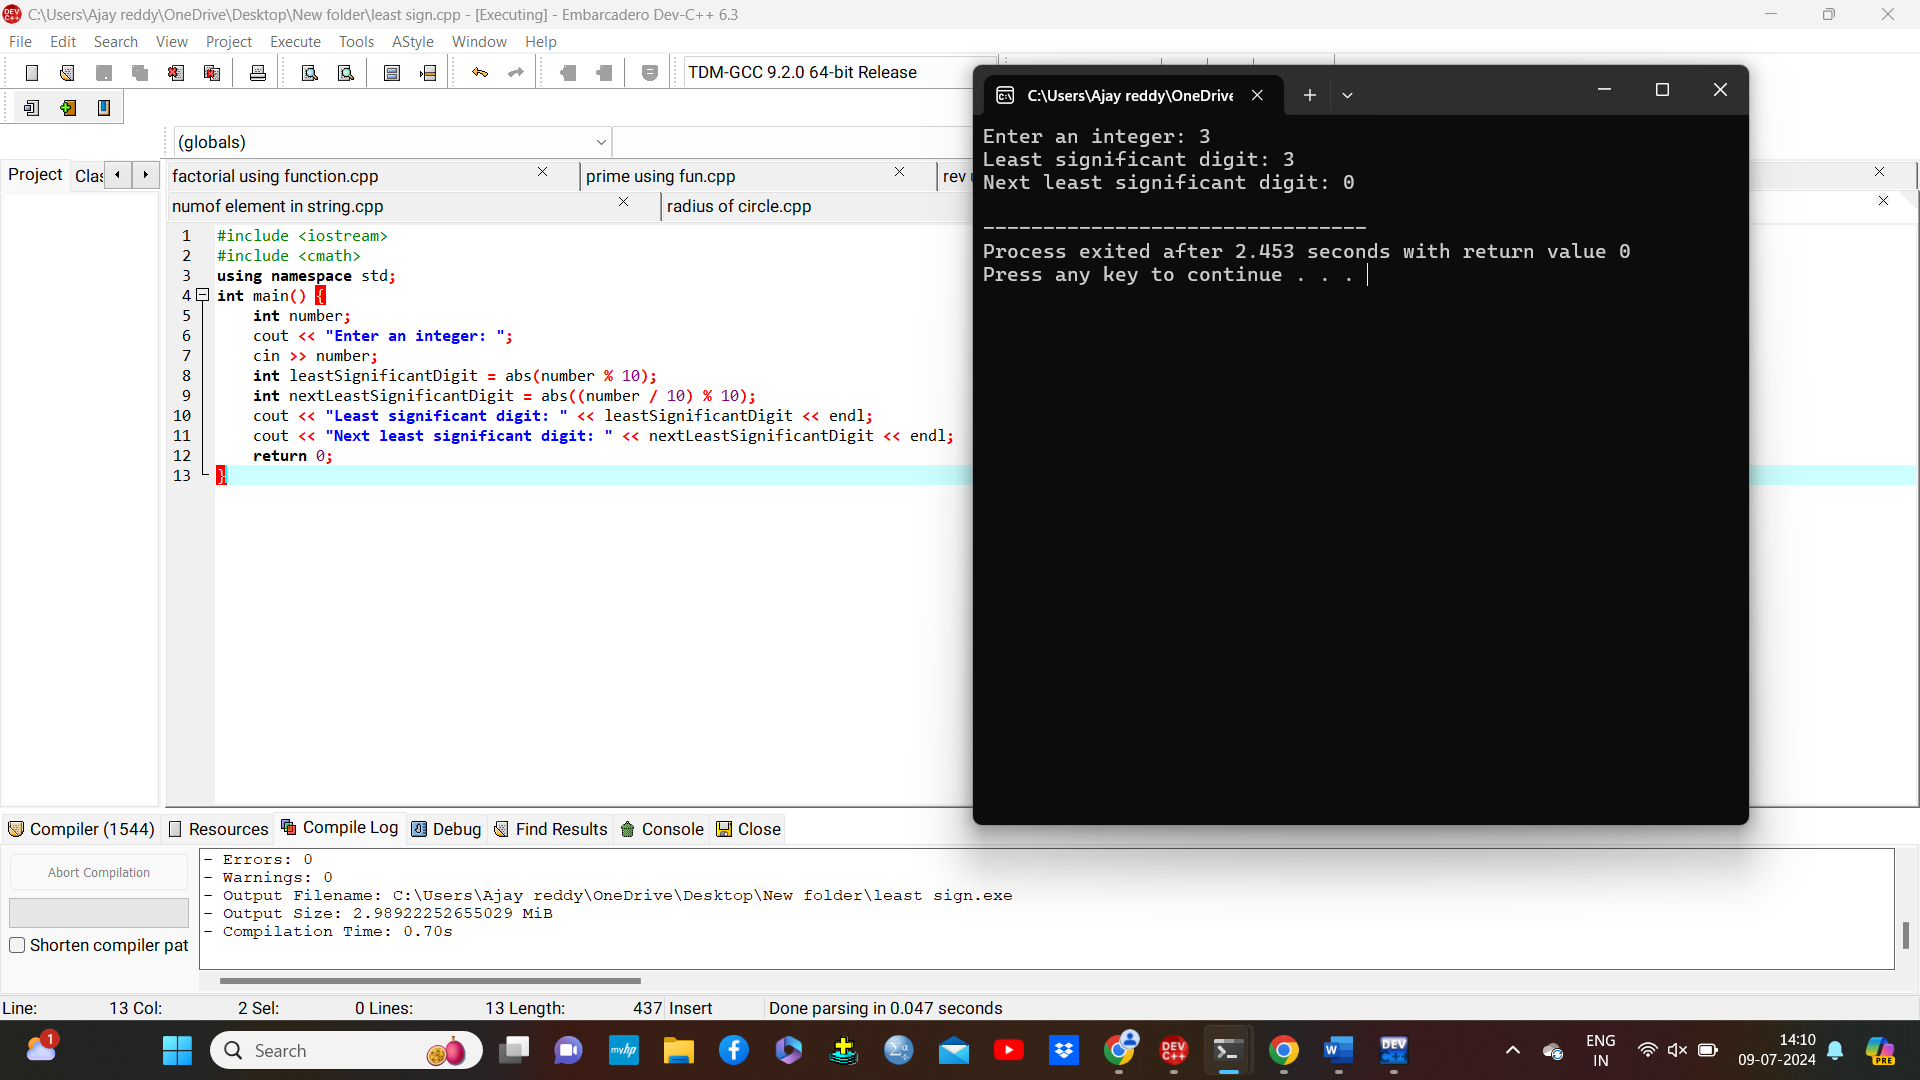 C:\Users\Ajay reddy\OneDrive\Desktop\New folder\least sign.cpp - [Executing] - Embarcadero Dev-C++ 6.3
File Edit Search View Project Execute Tools AStyle Window Help
TDM-GCC 9.2.0 64-bit Release
(globals)
Project Clas
factorial using function.cpp
prime using fun.cpp
rev
numof element in string.cpp
radius of circle.cpp
1 #include <iostream>
2 #include <cmath>
3 using namespace std;
4 int main() {
5 int number;
6 cout << "Enter an integer: ";
7 cin >> number;
8 int leastSignificantDigit = abs(number % 10);
9 int nextLeastSignificantDigit = abs((number / 10) % 10);
10 cout << "Least significant digit: " << leastSignificantDigit << endl;
11 cout << "Next least significant digit: " << nextLeastSignificantDigit << endl;
12 return 0;
13 }
C:\Users\Ajay reddy\OneDrive
Enter an integer: 3
Least significant digit: 3
Next least significant digit: 0
--------------------------------
Process exited after 2.453 seconds with return value 0
Press any key to continue . . .
Compiler (1544) Resources Compile Log Debug Find Results Console Close
Abort Compilation
Shorten compiler pat
- Errors: 0
- Warnings: 0
- Output Filename: C:\Users\Ajay reddy\OneDrive\Desktop\New folder\least sign.exe
- Output Size: 2.98922252655029 MiB
- Compilation Time: 0.70s
Line: 13 Col: 2 Sel: 0 Lines: 13 Length: 437 Insert Done parsing in 0.047 seconds
1
Search
myhp
DEV C++
DEV C++
ENG
IN
14:10
09-07-2024
PRE